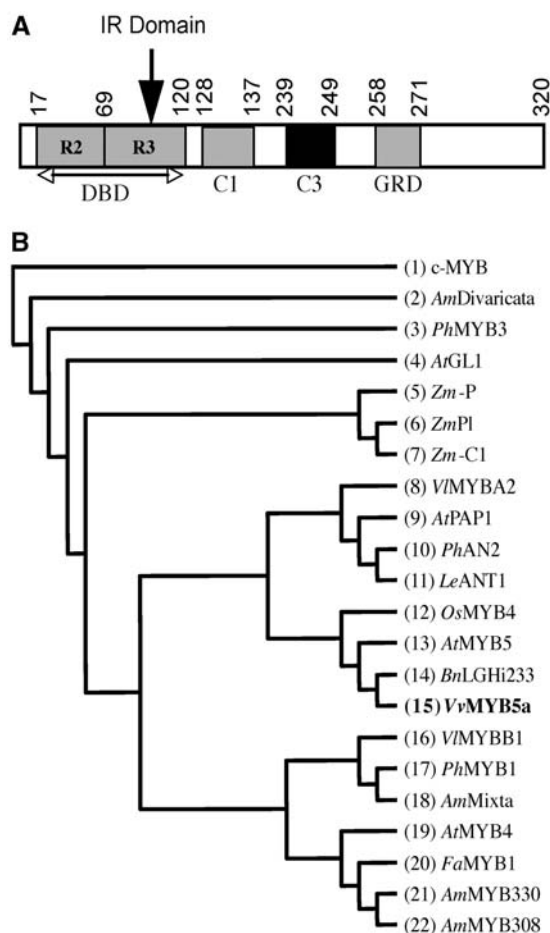 A
IR Domain
17 69 120 128 137 239 249 258 271 320
R2 R3
DBD C1 C3 GRD
B
(1) c-MYB
(2) AmDivaricata
(3) PhMYB3
(4) AtGL1
(5) Zm-P
(6) ZmPl
(7) Zm-C1
(8) VlMYBA2
(9) AtPAP1
(10) PhAN2
(11) LeANT1
(12) OsMYB4
(13) AtMYB5
(14) BnLGHi233
(15) VvMYB5a
(16) VlMYBB1
(17) PhMYB1
(18) AmMixta
(19) AtMYB4
(20) FaMYB1
(21) AmMYB330
(22) AmMYB308